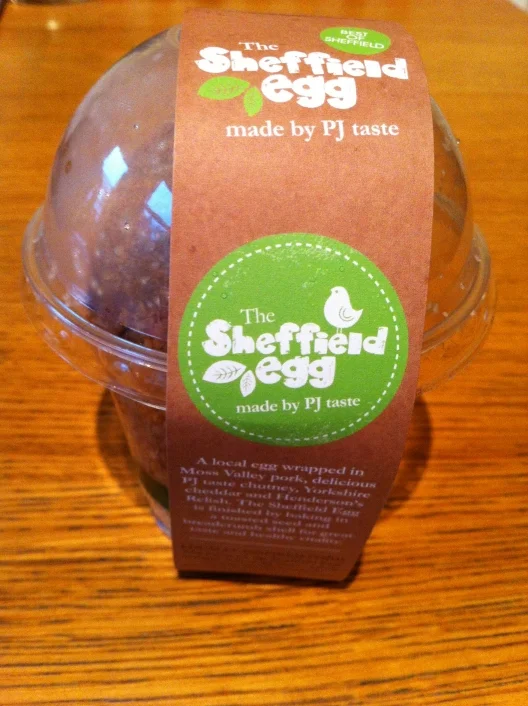 BEST
OF
SHEFFIELD
The
Sheffield
egg
made by PJ taste
The
Sheffield
egg
made by PJ taste
A local egg wrapped in
Moss Valley pork, delicious
PJ taste chutney, Yorkshire
cheddar and Henderson's
Relish. The Sheffield Egg
is finished by baking in
a toasted seed and
breadcrumb shell for great
taste and healthy vitality.